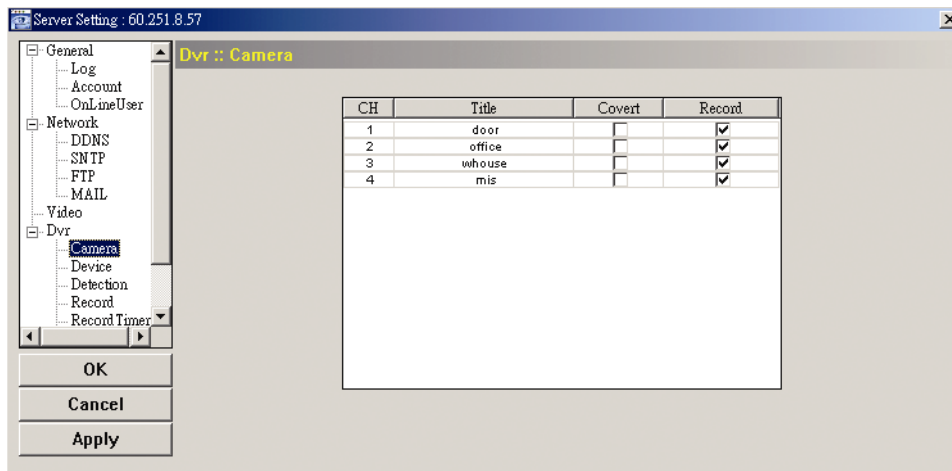 Server Setting : 60.251.8.57
General
Log
Account
OnLineUser
Network
DDNS
SNTP
FTP
MAIL
Video
Dvr
Camera
Device
Detection
Record
Record Timer
OK
Cancel
Apply
Dvr :: Camera
CH Title Covert Record
1 door
2 office
3 whouse
4 mis